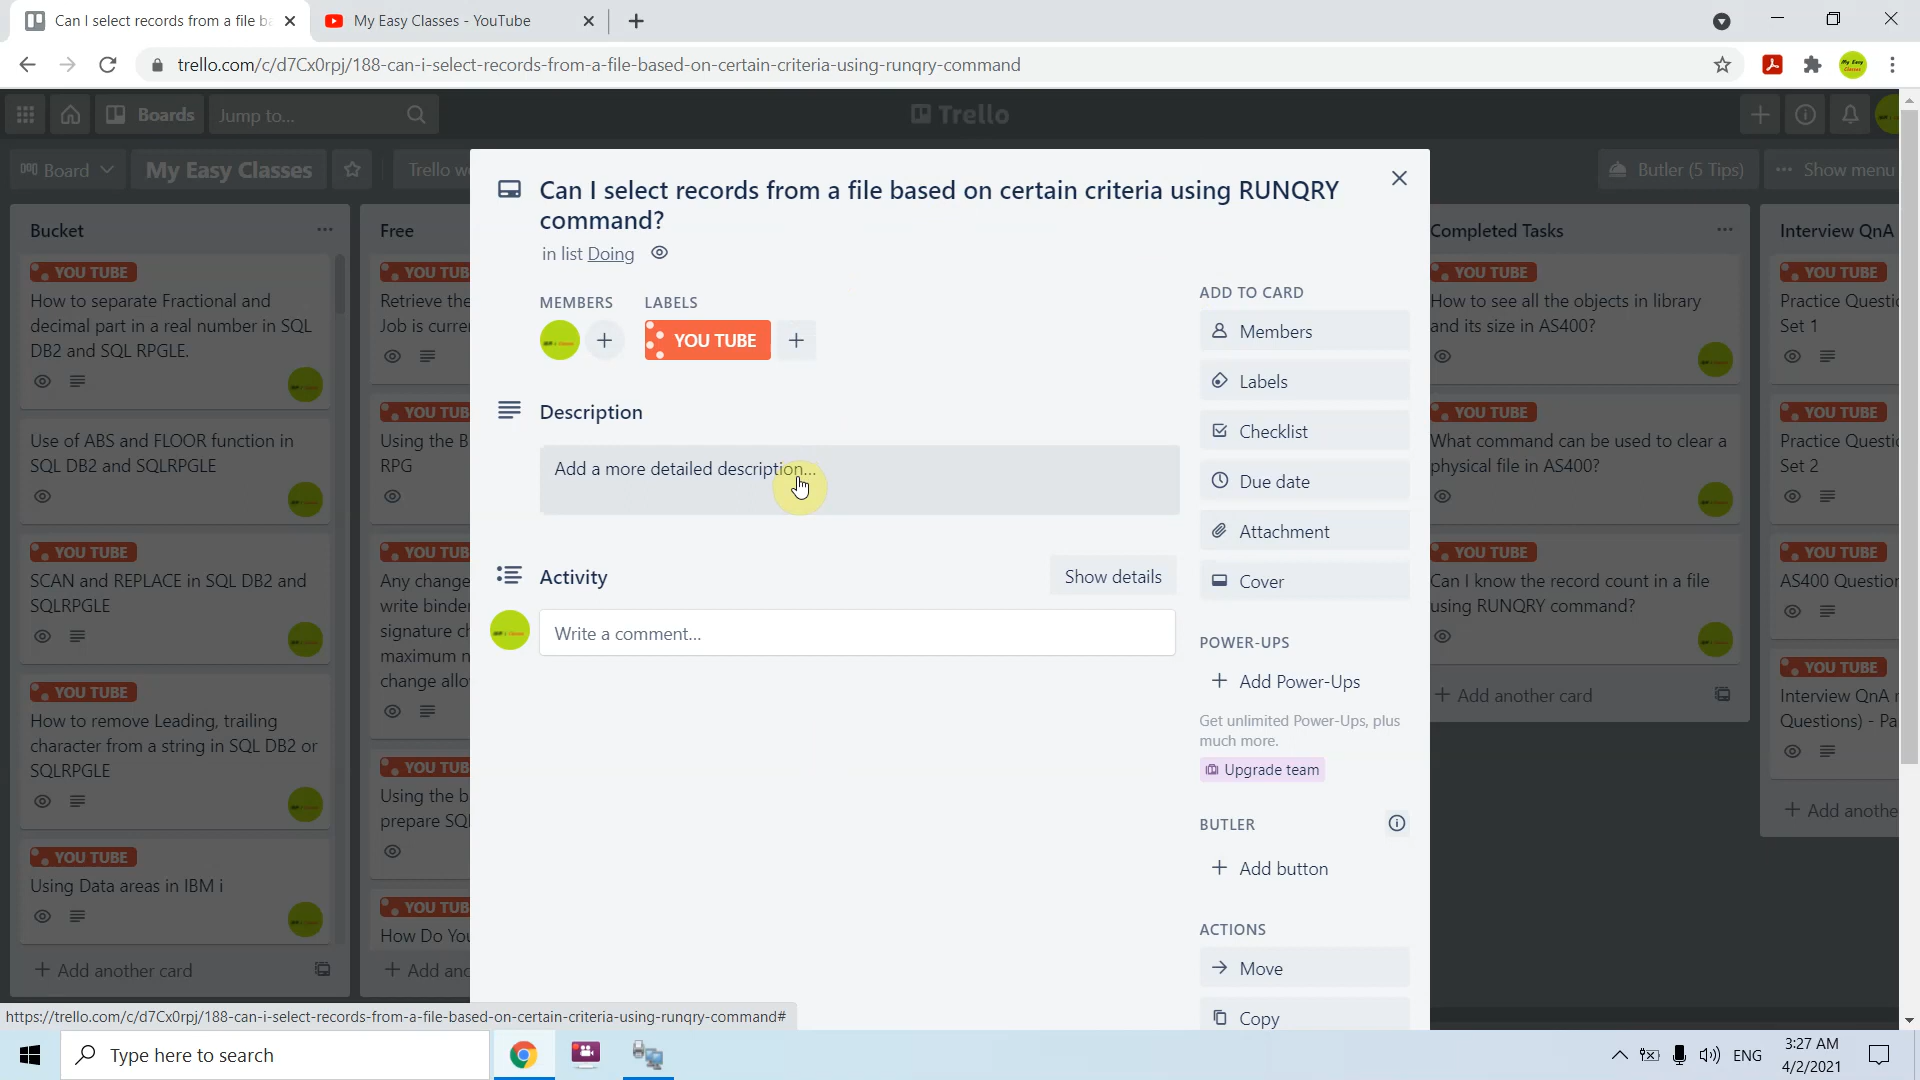 Can I select records from a file ba
My Easy Classes - YouTube
trello.com/c/d7Cx0rpj/188-can-i-select-records-from-a-file-based-on-certain-criteria-using-runqry-command
Boards
Jump to...
Trello
Board
My Easy Classes
Trello w
Butler (5 Tips)
Show menu
Bucket
YOU TUBE
How to separate Fractional and
decimal part in a real number in SQL
DB2 and SQL RPGLE.
Use of ABS and FLOOR function in
SQL DB2 and SQLRPGLE
YOU TUBE
SCAN and REPLACE in SQL DB2 and
SQLRPGLE
YOU TUBE
How to remove Leading, trailing
character from a string in SQL DB2 or
SQLRPGLE
YOU TUBE
Using Data areas in IBM i
+ Add another card
Free
YOU TUB
Retrieve the
Job is curre
YOU TUB
Using the B
RPG
YOU TUB
Any change
write binde
signature ch
maximum n
change allo
YOU TUB
Using the b
prepare SQ
YOU TUB
How Do You
+ Add an
Can I select records from a file based on certain criteria using RUNQRY
command?
in list Doing
MEMBERS
LABELS
YOU TUBE
Description
Add a more detailed description...
Activity
Show details
Write a comment...
ADD TO CARD
Members
Labels
Checklist
Due date
Attachment
Cover
POWER-UPS
+ Add Power-Ups
Get unlimited Power-Ups, plus
much more.
Upgrade team
BUTLER
+ Add button
ACTIONS
Move
Copy
Completed Tasks
YOU TUBE
How to see all the objects in library
and its size in AS400?
YOU TUBE
What command can be used to clear a
physical file in AS400?
YOU TUBE
Can I know the record count in a file
using RUNQRY command?
+ Add another card
Interview QnA
YOU TUBE
Practice Questi
Set 1
YOU TUBE
Practice Questi
Set 2
YOU TUBE
AS400 Question
YOU TUBE
Interview QnA
Questions) - Pa
+ Add anothe
https://trello.com/c/d7Cx0rpj/188-can-i-select-records-from-a-file-based-on-certain-criteria-using-runqry-command#
Type here to search
ENG
3:27 AM
4/2/2021